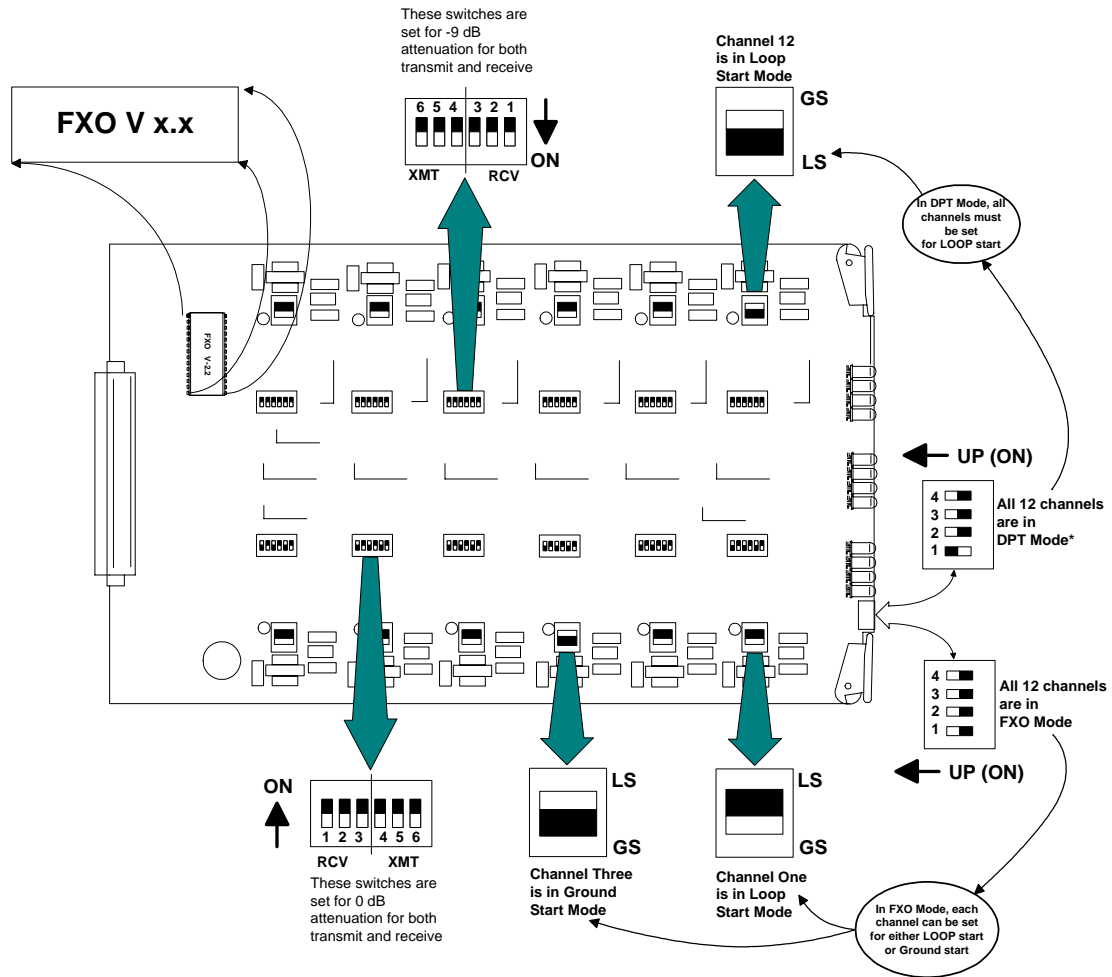 These switches are
set for -9 dB
attenuation for both
transmit and receive
6 5 4 3 2 1
ON
XMT RCV
Channel 12
is in Loop
Start Mode
GS
LS
FXO V x.x
In DPT Mode, all
channels must
be set
for LOOP start
FXO V-2.2
UP (ON)
4
3
2
1
All 12 channels
are in
DPT Mode*
4
3
2
1
All 12 channels
are in
FXO Mode
UP (ON)
ON
1 2 3 4 5 6
RCV XMT
These switches are
set for 0 dB
attenuation for both
transmit and receive
LS
GS
Channel Three
is in Ground
Start Mode
LS
GS
Channel One
is in Loop
Start Mode
In FXO Mode, each
channel can be set
for either LOOP start
or Ground start